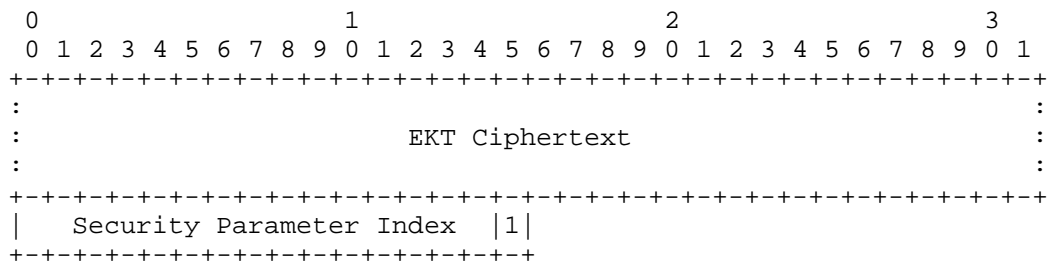 0                   1                   2                   3
 0 1 2 3 4 5 6 7 8 9 0 1 2 3 4 5 6 7 8 9 0 1 2 3 4 5 6 7 8 9 0 1
+-+-+-+-+-+-+-+-+-+-+-+-+-+-+-+-+-+-+-+-+-+-+-+-+-+-+-+-+-+-+-+-+
:                                                               :
:                        EKT Ciphertext                         :
:                                                               :
+-+-+-+-+-+-+-+-+-+-+-+-+-+-+-+-+-+-+-+-+-+-+-+-+-+-+-+-+-+-+-+-+
|   Security Parameter Index  |1|
+-+-+-+-+-+-+-+-+-+-+-+-+-+-+-+-+